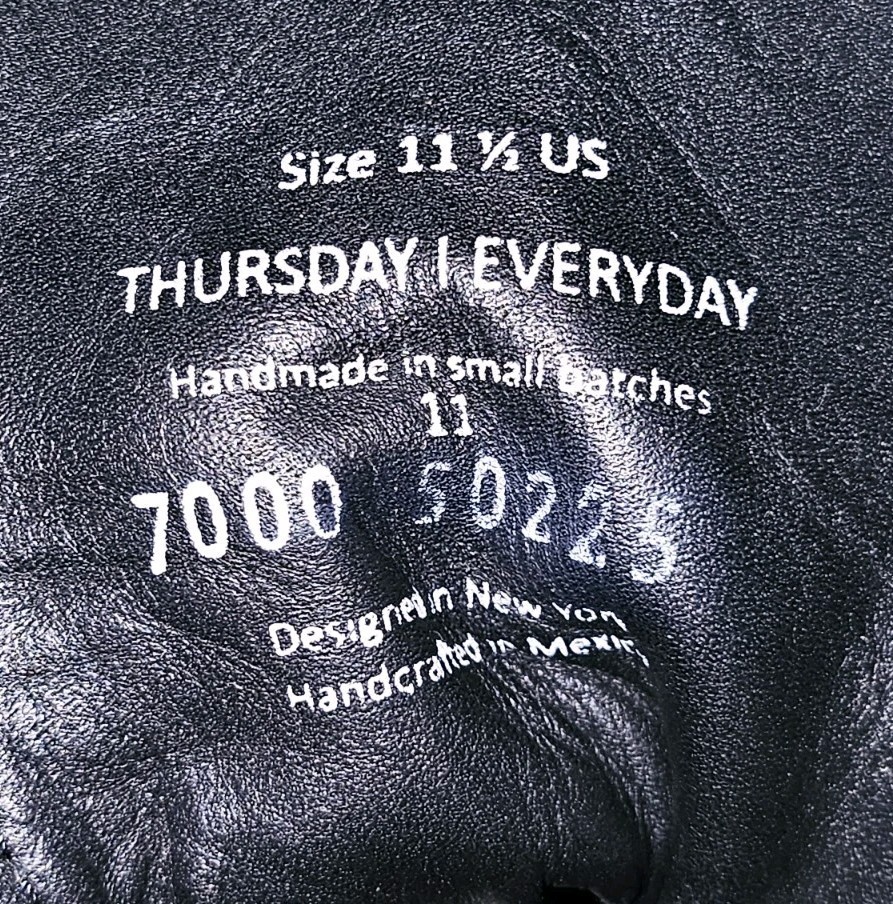 Size 11 ½ US
THURSDAY | EVERYDAY
Handmade in small batches
11
7000 5022
Designed in New York
Handcrafted in Mexico